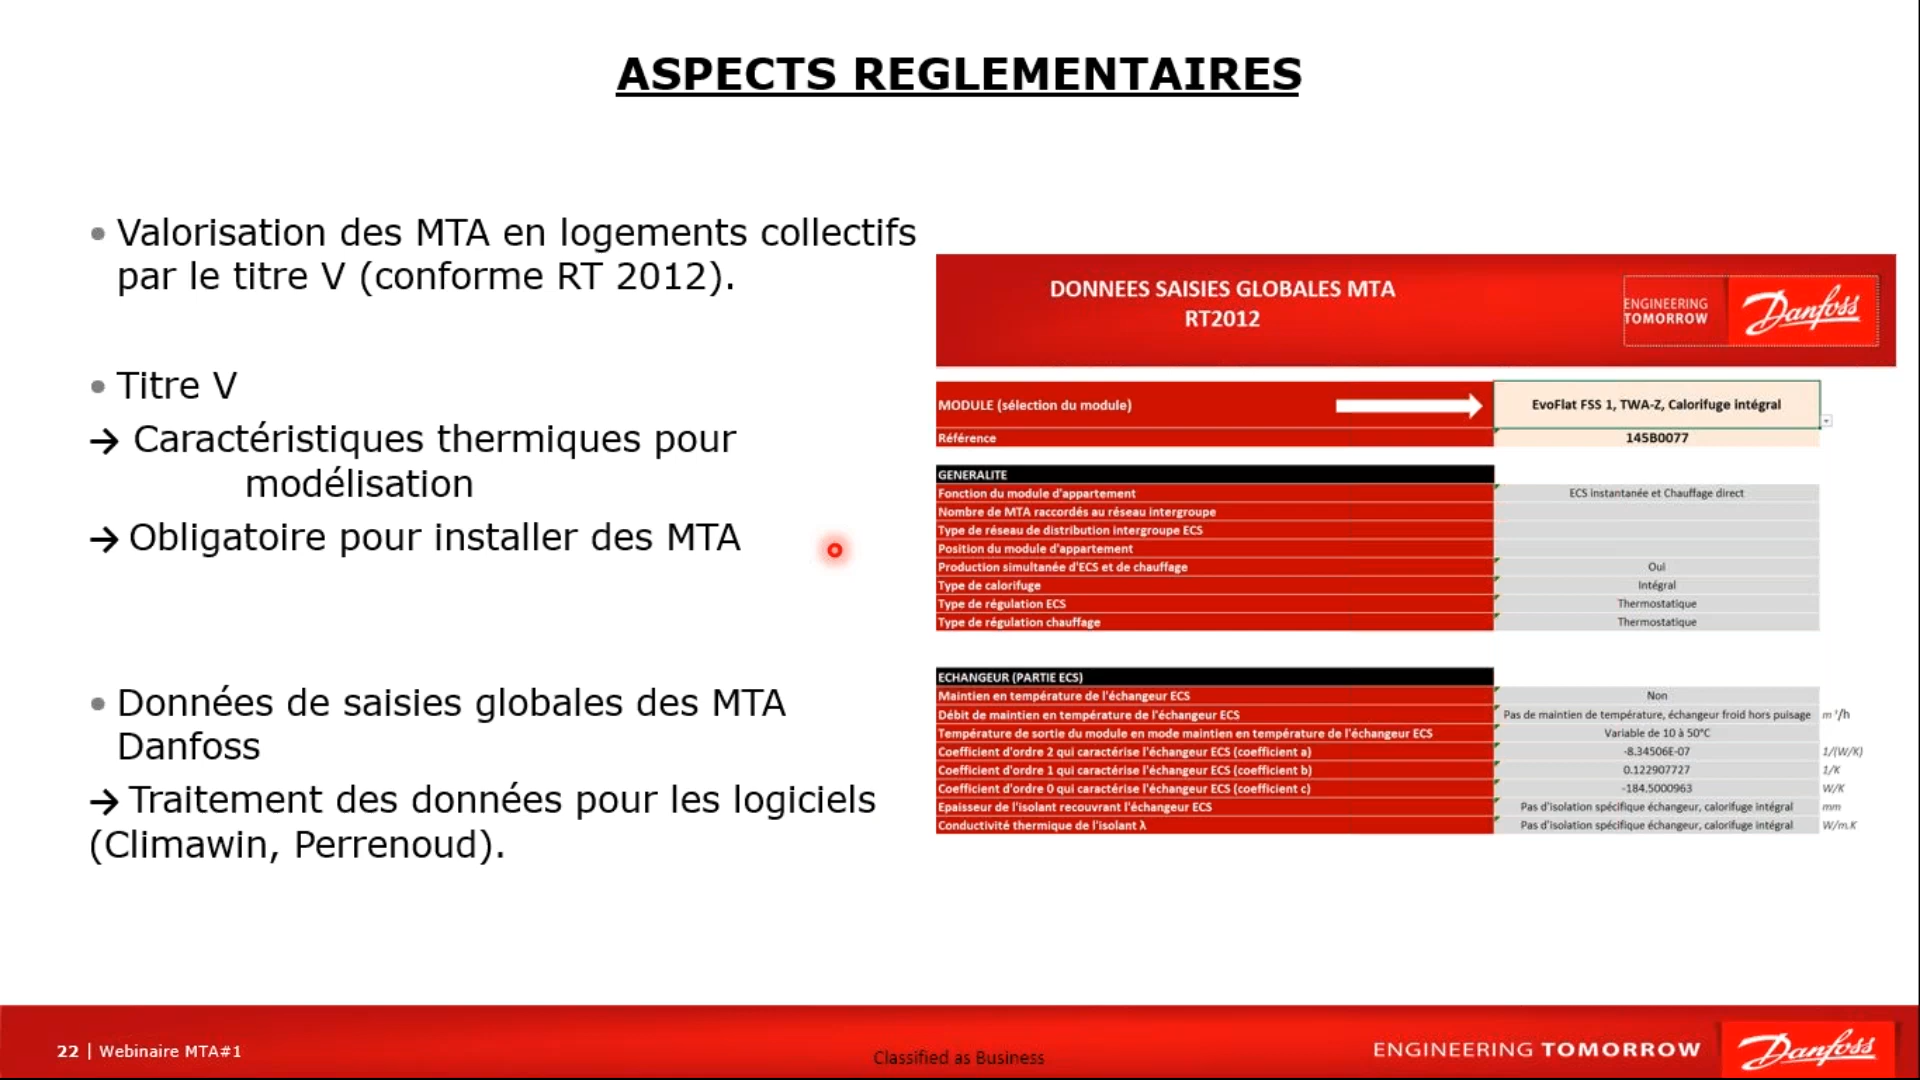 ASPECTS REGLEMENTAIRES
• Valorisation des MTA en logements collectifs
par le titre V (conforme RT 2012).
• Titre V
→ Caractéristiques thermiques pour
modélisation
→ Obligatoire pour installer des MTA
• Données de saisies globales des MTA
Danfoss
→ Traitement des données pour les logiciels
(Climawin, Perrenoud).
DONNEES SAISIES GLOBALES MTA
RT2012
ENGINEERING
TOMORROW
Danfoss
MODULE (sélection du module) EvoFlat FSS 1, TWA-Z, Calorifuge intégral
Référence 145B0077
GENERALITE
Fonction du module d'appartement ECS instantanée et Chauffage direct
Nombre de MTA raccordés au réseau intergroupe
Type de réseau de distribution intergroupe ECS
Position du module d'appartement
Production simultanée d'ECS et de chauffage Oui
Type de calorifuge Intégral
Type de régulation ECS Thermostatique
Type de régulation chauffage Thermostatique
ECHANGEUR (PARTIE ECS)
Maintien en température de l'échangeur ECS Non
Débit de maintien en température de l'échangeur ECS Pas de maintien de température, échangeur froid hors puisage m³/h
Température de sortie du module en mode maintien en température de l'échangeur ECS Variable de 10 à 50°C
Coefficient d'ordre 2 qui caractérise l'échangeur ECS (coefficient a) -8.34506E-07 1/(W/K)
Coefficient d'ordre 1 qui caractérise l'échangeur ECS (coefficient b) 0.122907727 1/K
Coefficient d'ordre 0 qui caractérise l'échangeur ECS (coefficient c) -184.5000963 W/K
Epaisseur de l'isolant recouvrant l'échangeur ECS Pas d'isolation spécifique échangeur, calorifuge intégral mm
Conductivité thermique de l'isolant λ Pas d'isolation spécifique échangeur, calorifuge intégral W/m.K
22 | Webinaire MTA#1
Classified as Business
ENGINEERING TOMORROW
Danfoss